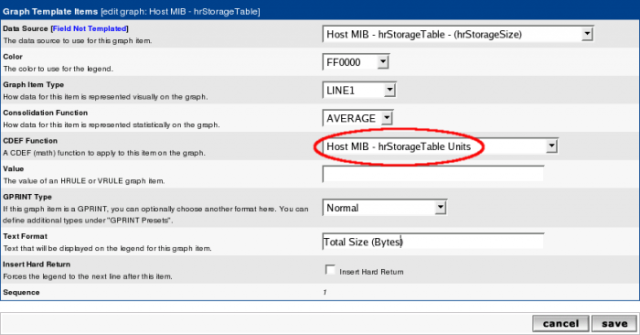 Graph Template Items [edit graph: Host MIB - hrStorageTable]
Data Source [Field Not Templated]
The data source to use for this graph item.
Host MIB - hrStorageTable - (hrStorageSize)
Color
The color to use for the legend.
FF0000
Graph Item Type
How data for this item is represented visually on the graph.
LINE1
Consolidation Function
How data for this item is represented statistically on the graph.
AVERAGE
CDEF Function
A CDEF (math) function to apply to this item on the graph.
Host MIB - hrStorageTable Units
Value
The value of an HRULE or VRULE graph item.
GPRINT Type
If this graph item is a GPRINT, you can optionally choose another format here. You can
define additional types under "GPRINT Presets".
Normal
Text Format
Text that will be displayed on the legend for this graph item.
Total Size (Bytes)
Insert Hard Return
Forces the legend to the next line after this item.
Insert Hard Return
Sequence
1
cancel
save